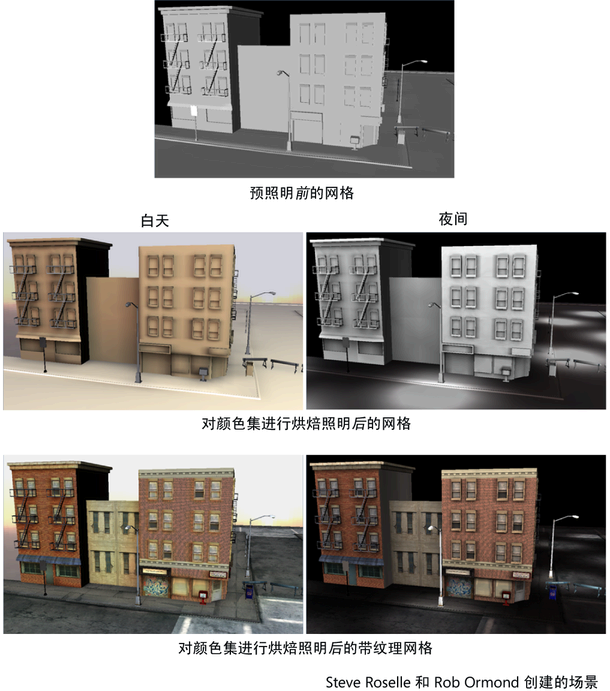 预照明前的网格
白天
夜间
对颜色集进行烘焙照明后的网格
对颜色集进行烘焙照明后的带纹理网格
Steve Roselle 和 Rob Ormond 创建的场景